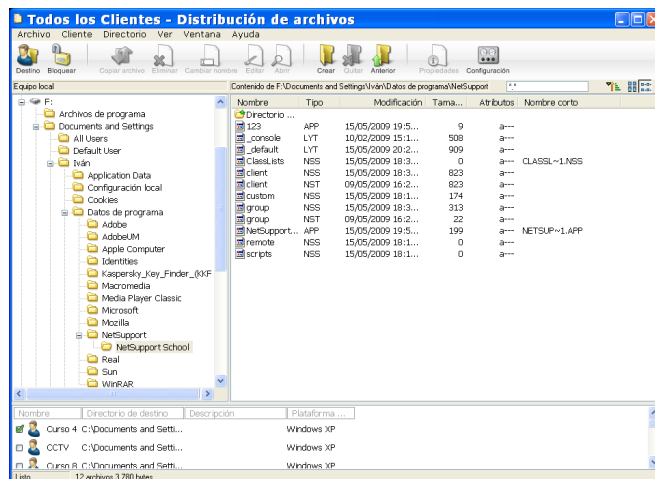 Todos los Clientes - Distribución de archivos
Archivo Cliente Directorio Ver Ventana Ayuda
Destino Bloquear Copiar archivo Eliminar Cambiar nombre Editar Abrir Crear Quitar Anterior Propiedades Configuración
Equipo local
Contenido de F:\Documents and Settings\Iván\Datos de programa\NetSupport *.*
F:
Archivos de programa
Documents and Settings
All Users
Default User
Iván
Application Data
Configuración local
Cookies
Datos de programa
Adobe
AdobeUM
Apple Computer
Identities
Kaspersky_Key_Finder_(KKF
Macromedia
Media Player Classic
Microsoft
Mozilla
NetSupport
NetSupport School
Real
Sun
WinRAR
Nombre Tipo Modificación Tama... Atributos Nombre corto
Directorio ...
123 APP 15/05/2009 19:5... 9 a---
_console LYT 10/02/2009 15:1... 508 a---
_default LYT 15/05/2009 20:2... 909 a---
ClassLists NSS 15/05/2009 18:3... 0 a--- CLASSL~1.NSS
client NSS 15/05/2009 18:3... 823 a---
client NST 09/05/2009 16:2... 823 a---
custom NSS 15/05/2009 18:1... 174 a---
group NSS 15/05/2009 18:3... 313 a---
group NST 09/05/2009 16:2... 22 a---
NetSupport... APP 15/05/2009 19:5... 199 a--- NETSUP~1.APP
remote NSS 15/05/2009 18:1... 0 a---
scripts NSS 15/05/2009 18:1... 0 a---
Nombre Directorio de destino Descripción Plataforma ...
Curso 4 C:\Documents and Setti... Windows XP
CCTV C:\Documents and Setti... Windows XP
Curso 8 C:\Documents and Setti... Windows XP
Listo 12 archivos 3.780 bytes